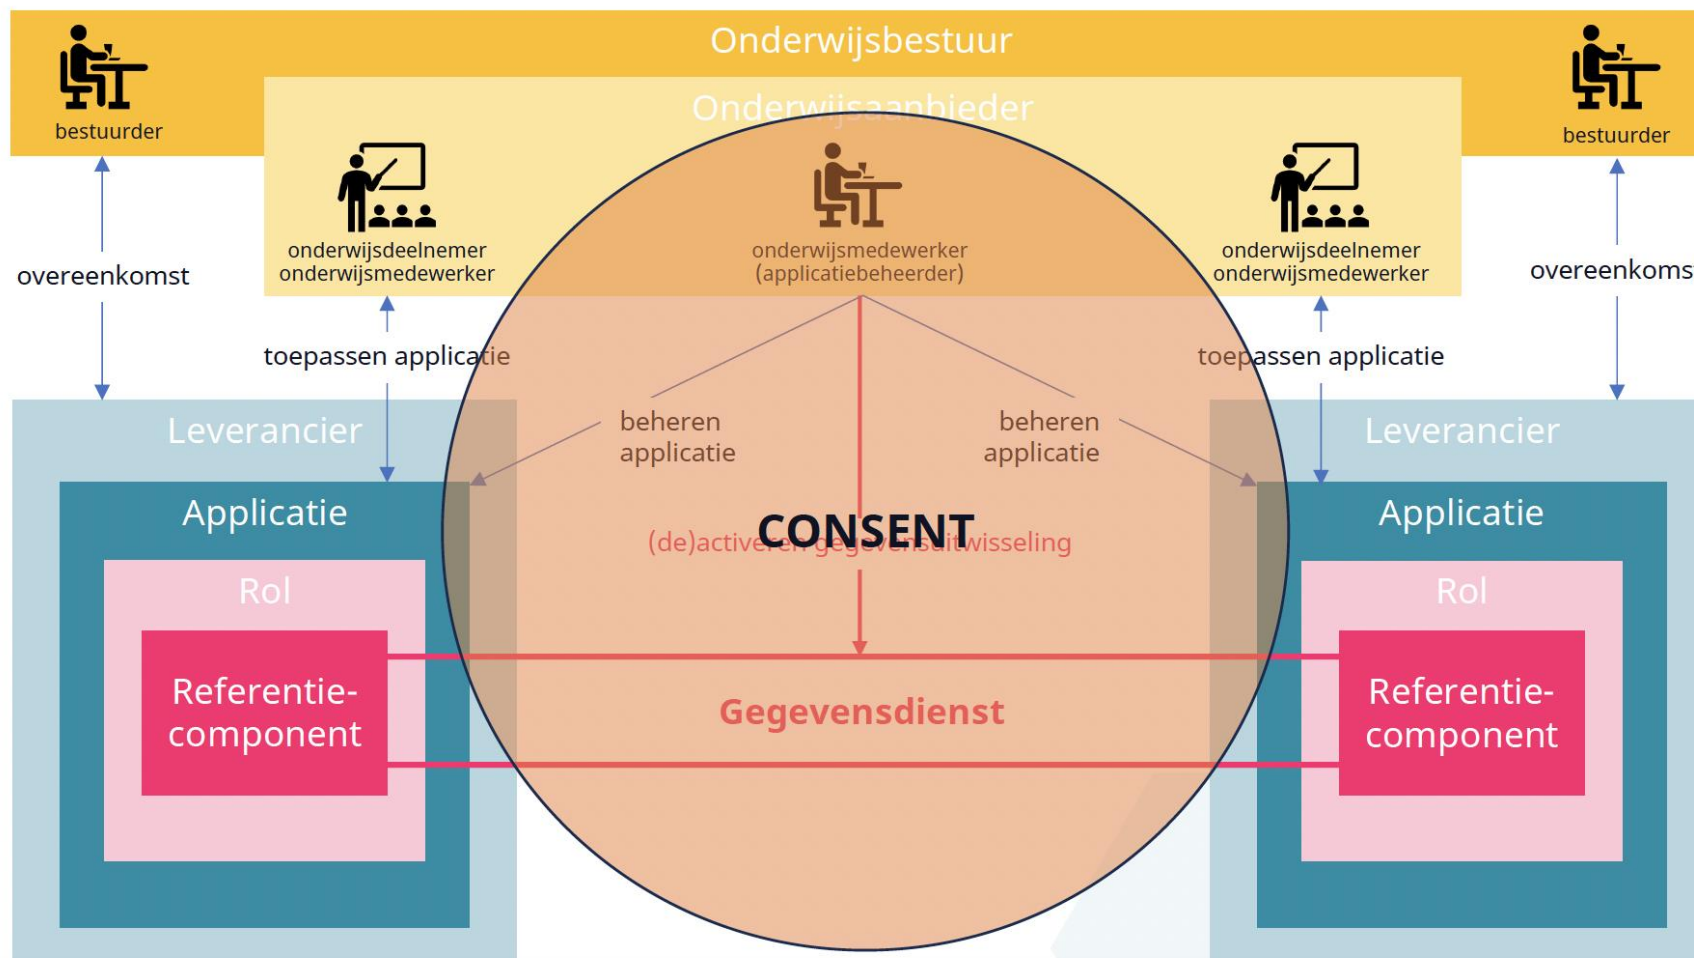 Onderwijsbestuur
bestuurder
bestuurder
Onderwijsaanbieder
onderwijsdeelnemer
onderwijsmedewerker
onderwijsmedewerker
(applicatiebeheerder)
onderwijsdeelnemer
onderwijsmedewerker
overeenkomst
overeenkoms
toepassen applicatie
toepassen applicatie
beheren
applicatie
beheren
applicatie
Leverancier
Leverancier
Applicatie
Applicatie
CONSENT
(de)activeren gegevensuitwisseling
Rol
Rol
Referentie-
component
Gegevensdienst
Referentie-
component